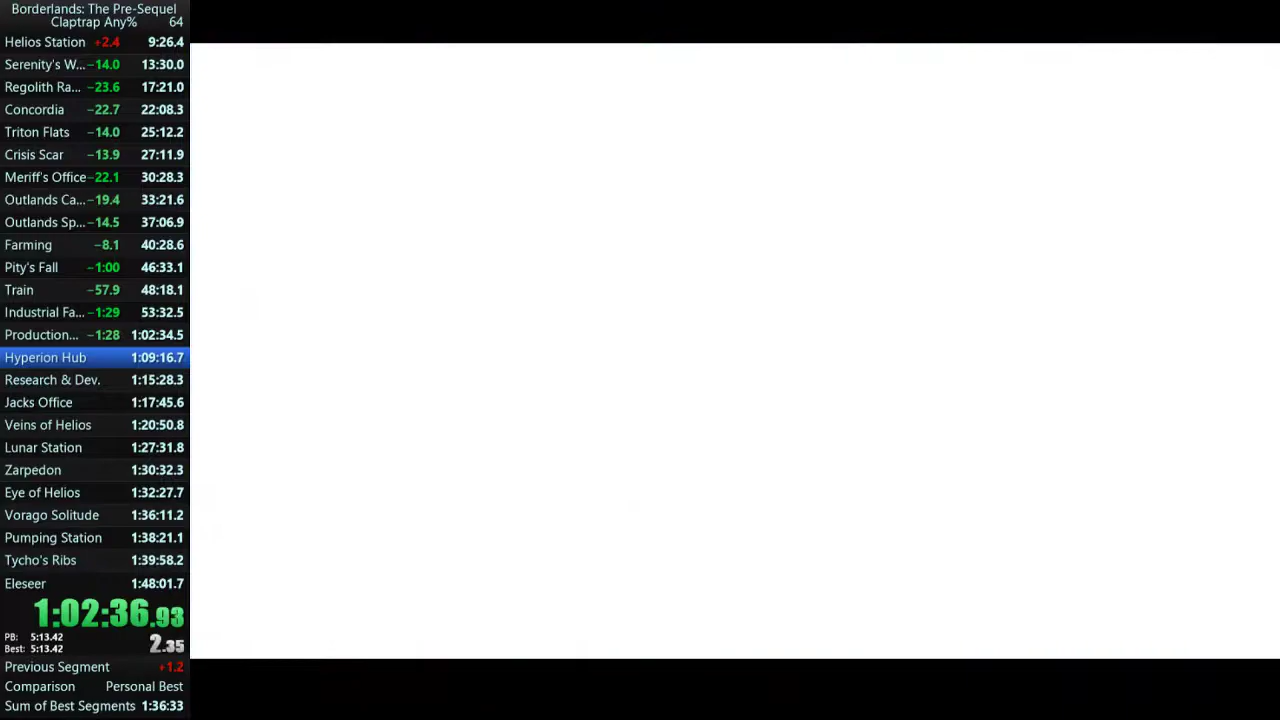 Borderlands: The Pre-Sequel
Claptrap Any% 64
Helios Station +2.4 9:26.4
Serenity's W... −14.0 13:30.0
Regolith Ra... −23.6 17:21.0
Concordia −22.7 22:08.3
Triton Flats −14.0 25:12.2
Crisis Scar −13.9 27:11.9
Meriff's Office −22.1 30:28.3
Outlands Ca... −19.4 33:21.6
Outlands Sp... −14.5 37:06.9
Farming −8.1 40:28.6
Pity's Fall −1:00 46:33.1
Train −57.9 48:18.1
Industrial Fa... −1:29 53:32.5
Production... −1:28 1:02:34.5
Hyperion Hub 1:09:16.7
Research & Dev. 1:15:28.3
Jacks Office 1:17:45.6
Veins of Helios 1:20:50.8
Lunar Station 1:27:31.8
Zarpedon 1:30:32.3
Eye of Helios 1:32:27.7
Vorago Solitude 1:36:11.2
Pumping Station 1:38:21.1
Tycho's Ribs 1:39:58.2
Eleseer 1:48:01.7
1:02:36.93
PB: 5:13.42
Best: 5:13.42 2.35
Previous Segment +1.2
Comparison Personal Best
Sum of Best Segments 1:36:33